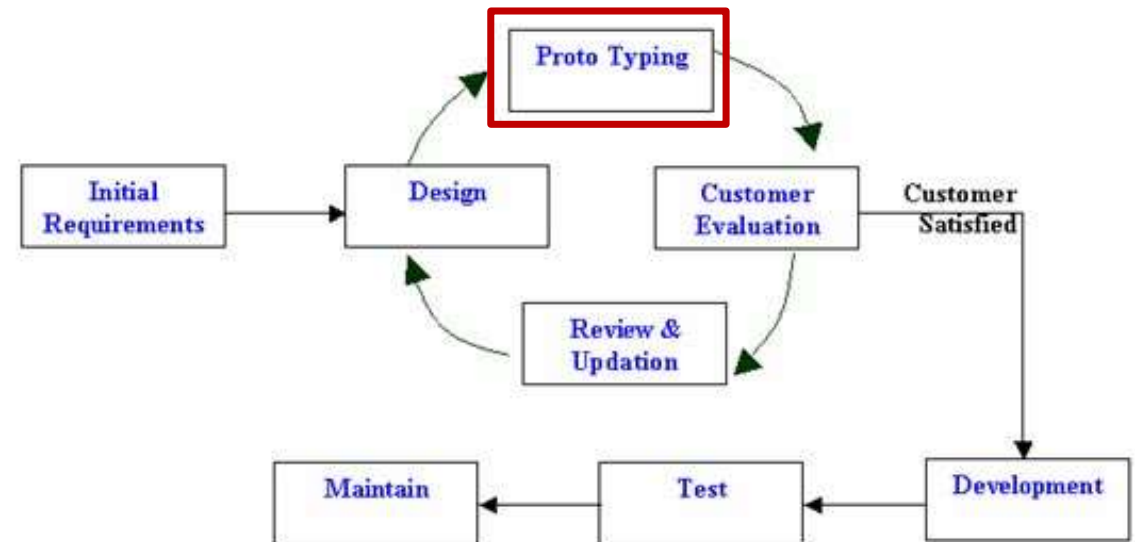 Proto Typing
Initial
Requirements
Design
Customer
Evaluation
Customer
Satisfied
Review &
Updation
Maintain
Test
Development